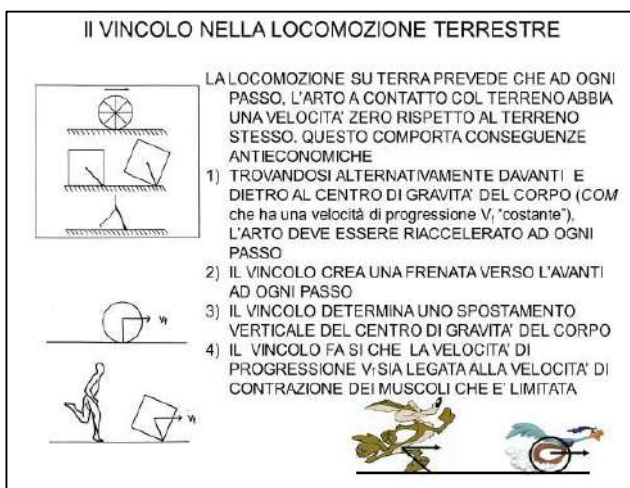 Il VINCOLO NELLA LOCOMOZIONE TERRESTRE
LA LOCOMOZIONE SU TERRA PREVEDE CHE AD OGNI
PASSO, L'ARTO A CONTATTO COL TERRENO ABBIA
UNA VELOCITA' ZERO RISPETTO AL TERRENO
STESSO. QUESTO COMPORTA CONSEGUENZE
ANTIECONOMICHE
1) TROVANDOSI ALTERNATIVAMENTE DAVANTI E
DIETRO AL CENTRO DI GRAVITA' DEL CORPO (COM
che ha una velocità di progressione Vf "costante"),
L'ARTO DEVE ESSERE RIACCELERATO AD OGNI
PASSO
2) IL VINCOLO CREA UNA FRENATA VERSO L'AVANTI
AD OGNI PASSO
3) IL VINCOLO DETERMINA UNO SPOSTAMENTO
VERTICALE DEL CENTRO DI GRAVITA' DEL CORPO
4) IL VINCOLO FA SI CHE LA VELOCITA' DI
PROGRESSIONE Vf SIA LEGATA ALLA VELOCITA' DI
CONTRAZIONE DEI MUSCOLI CHE E' LIMITATA
Vf
Vf